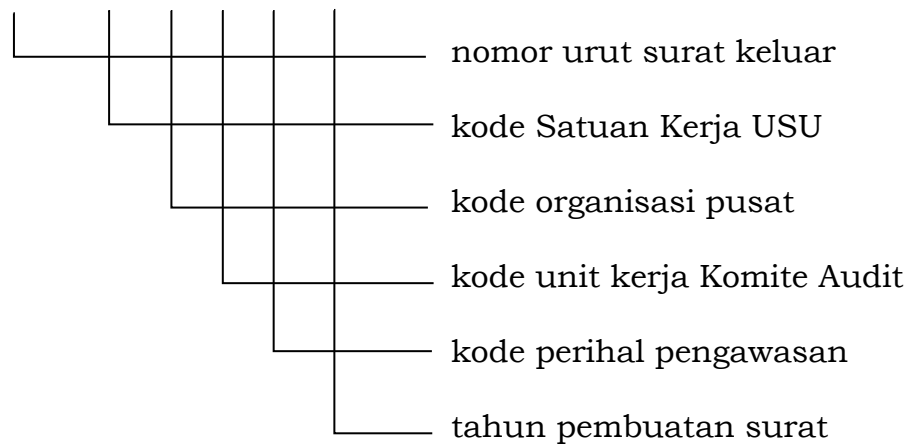 nomor urut surat keluar
kode Satuan Kerja USU
kode organisasi pusat
kode unit kerja Komite Audit
kode perihal pengawasan
tahun pembuatan surat